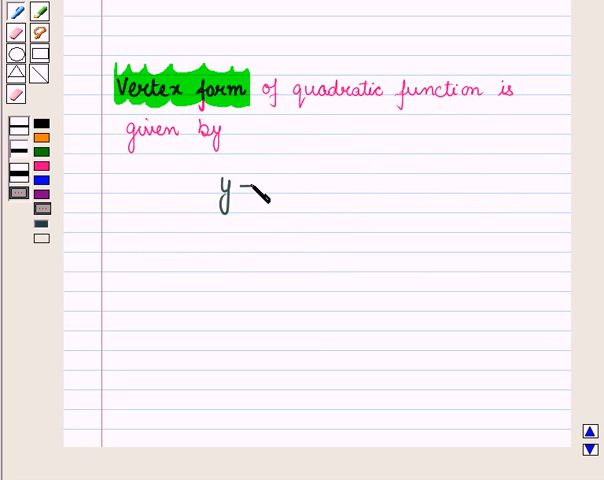 Vertex form of quadratic function is
given by
y -